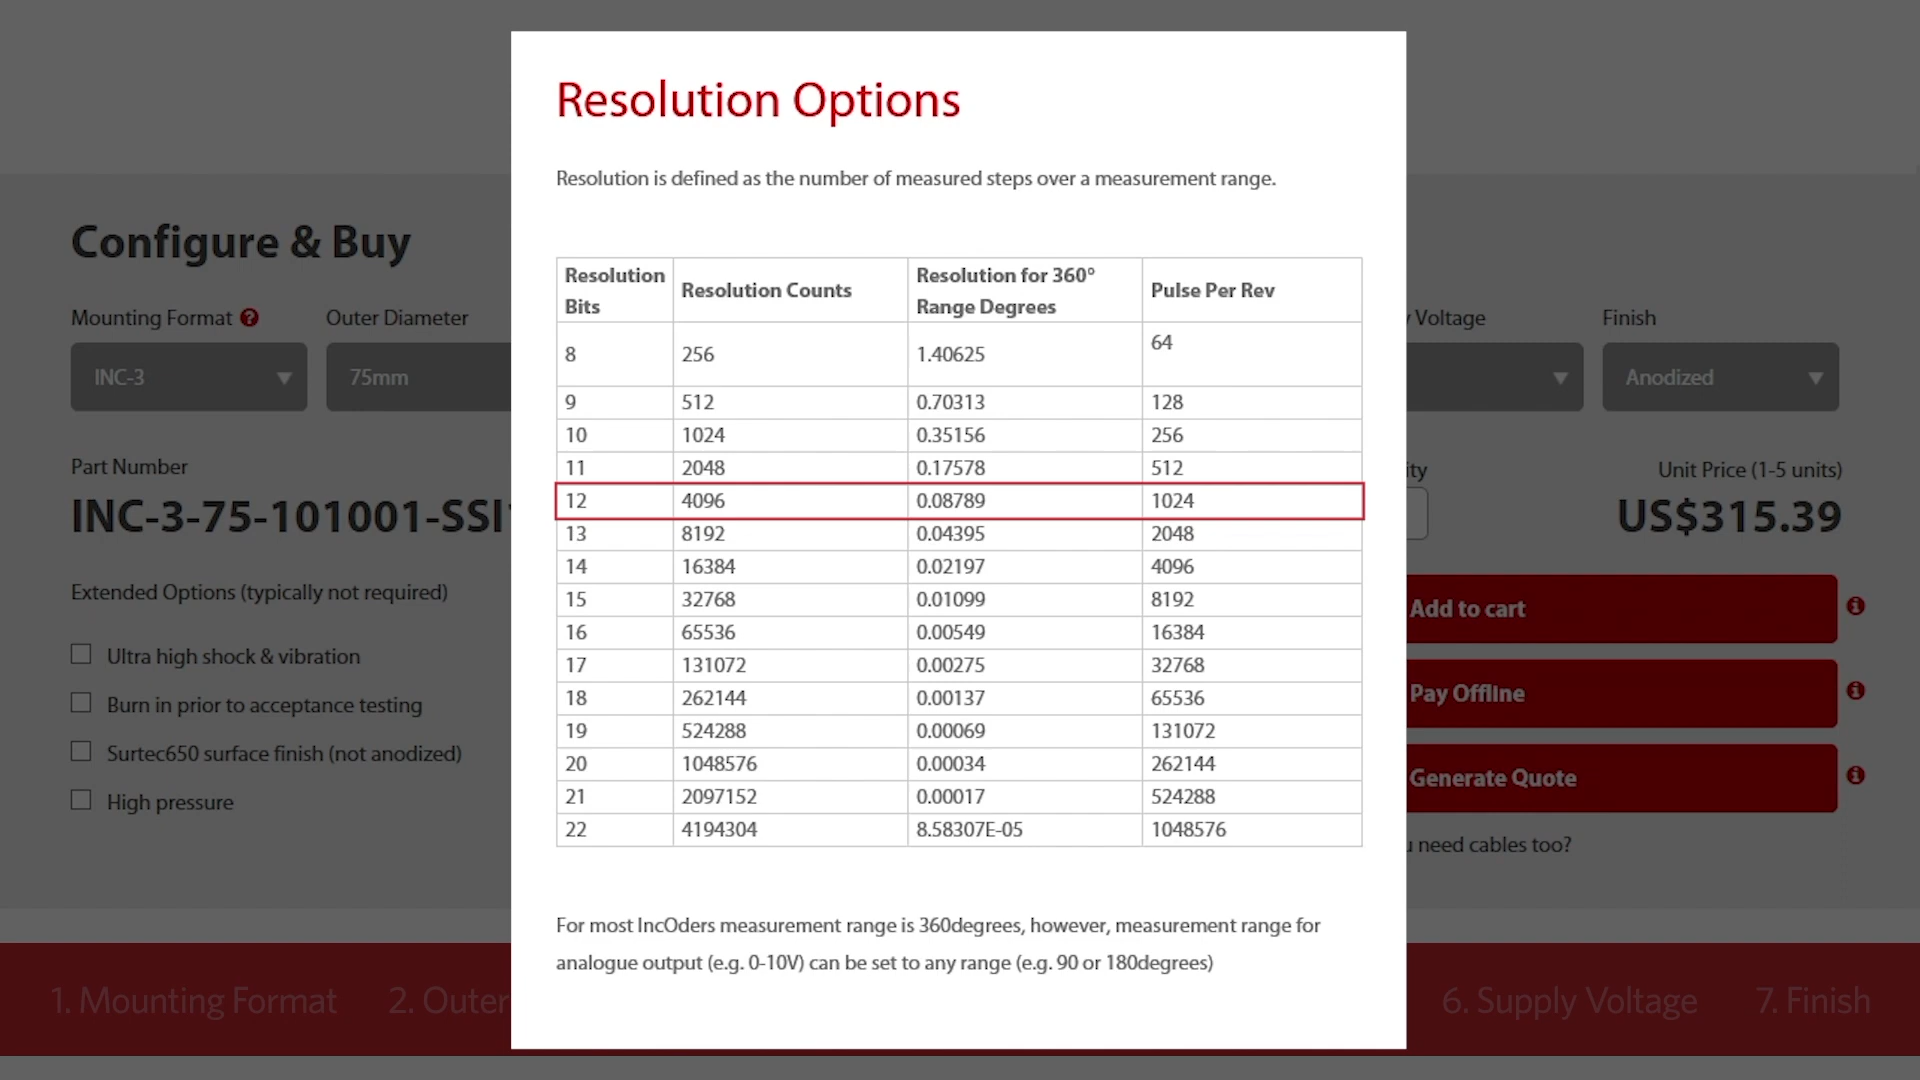 Resolution Options
Resolution is defined as the number of measured steps over a measurement range.
Resolution Bits Resolution Counts Resolution for 360° Range Degrees Pulse Per Rev
8 256 1.40625 64
9 512 0.70313 128
10 1024 0.35156 256
11 2048 0.17578 512
12 4096 0.08789 1024
13 8192 0.04395 2048
14 16384 0.02197 4096
15 32768 0.01099 8192
16 65536 0.00549 16384
17 131072 0.00275 32768
18 262144 0.00137 65536
19 524288 0.00069 131072
20 1048576 0.00034 262144
21 2097152 0.00017 524288
22 4194304 8.58307E-05 1048576
For most IncOders measurement range is 360degrees, however, measurement range for
analogue output (e.g. 0-10V) can be set to any range (e.g. 90 or 180degrees)
Configure & Buy
Mounting Format ? Outer Diameter
INC-3 75mm
Part Number
INC-3-75-101001-SSI
Extended Options (typically not required)
Ultra high shock & vibration
Burn in prior to acceptance testing
Surtec650 surface finish (not anodized)
High pressure
Voltage Finish
Anodized
ity Unit Price (1-5 units)
US$315.39
Add to cart
Pay Offline
Generate Quote
need cables too?
1. Mounting Format 2. Outer 6. Supply Voltage 7. Finish